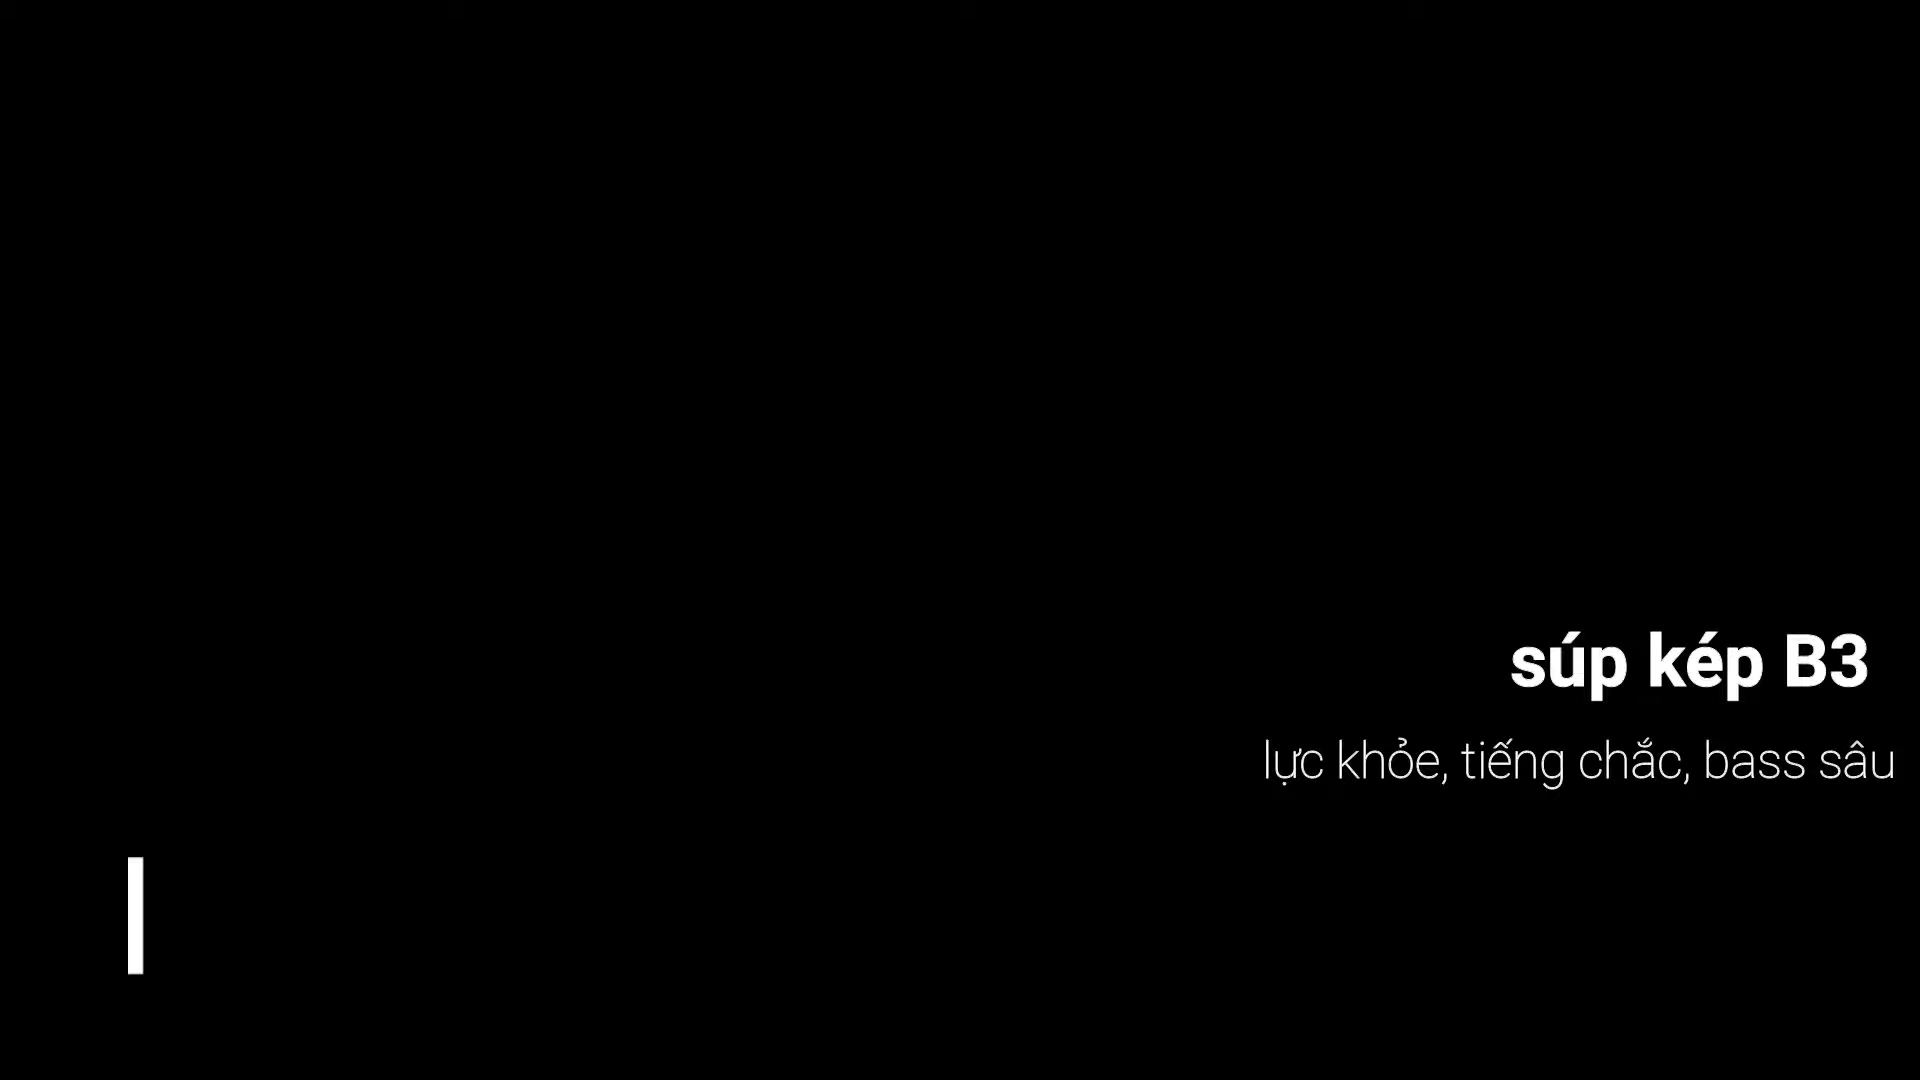 súp kép B3
lực khỏe, tiếng chắc, bass sâu